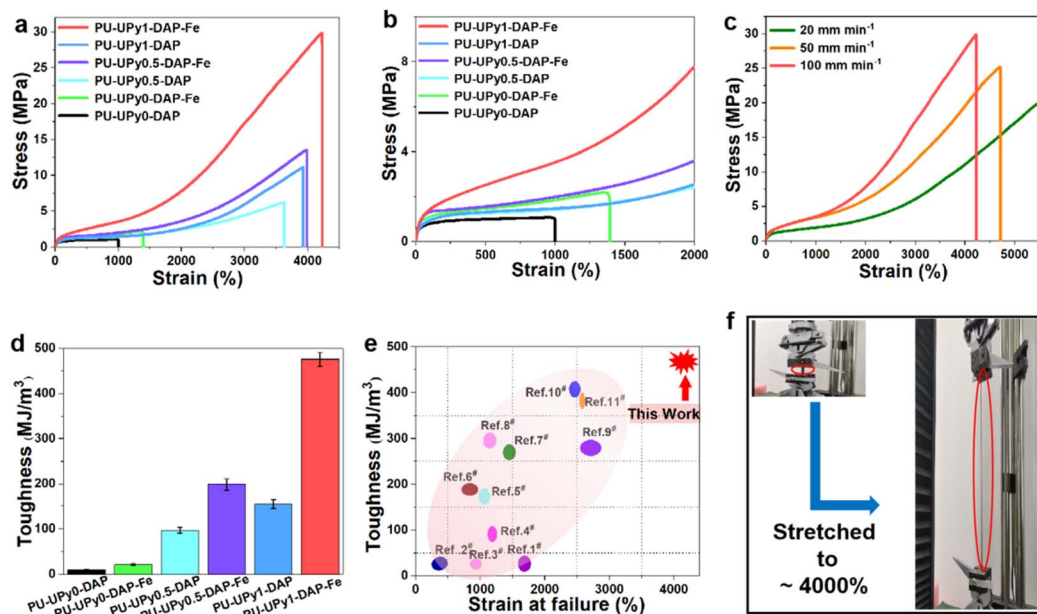 a
PU-UPy1-DAP-Fe
PU-UPy1-DAP
PU-UPy0.5-DAP-Fe
PU-UPy0.5-DAP
PU-UPy0-DAP-Fe
PU-UPy0-DAP
Stress (MPa)
30
25
20
15
10
5
0
0 1000 2000 3000 4000
Strain (%)
b
PU-UPy1-DAP-Fe
PU-UPy1-DAP
PU-UPy0.5-DAP-Fe
PU-UPy0.5-DAP
PU-UPy0-DAP-Fe
PU-UPy0-DAP
Stress (MPa)
8
4
0
0 500 1000 1500 2000
Strain (%)
c
20 mm min⁻¹
50 mm min⁻¹
100 mm min⁻¹
Stress (MPa)
30
25
20
15
10
5
0
0 1000 2000 3000 4000 5000
Strain (%)
d
Toughness (MJ/m³)
500
400
300
200
100
0
PU-UPy0-DAP
PU-UPy0-DAP-Fe
PU-UPy0.5-DAP
PU-UPy0.5-DAP-Fe
PU-UPy1-DAP
PU-UPy1-DAP-Fe
e
Toughness (MJ/m³)
500
400
300
200
100
0
Ref.10#
Ref.11#
This Work
Ref.8#
Ref.7#
Ref.9#
Ref.6#
Ref.5#
Ref.4#
Ref..2#
Ref.3#
Ref.1#
0 1000 2000 3000 4000
Strain at failure (%)
f
Stretched
to
~ 4000%